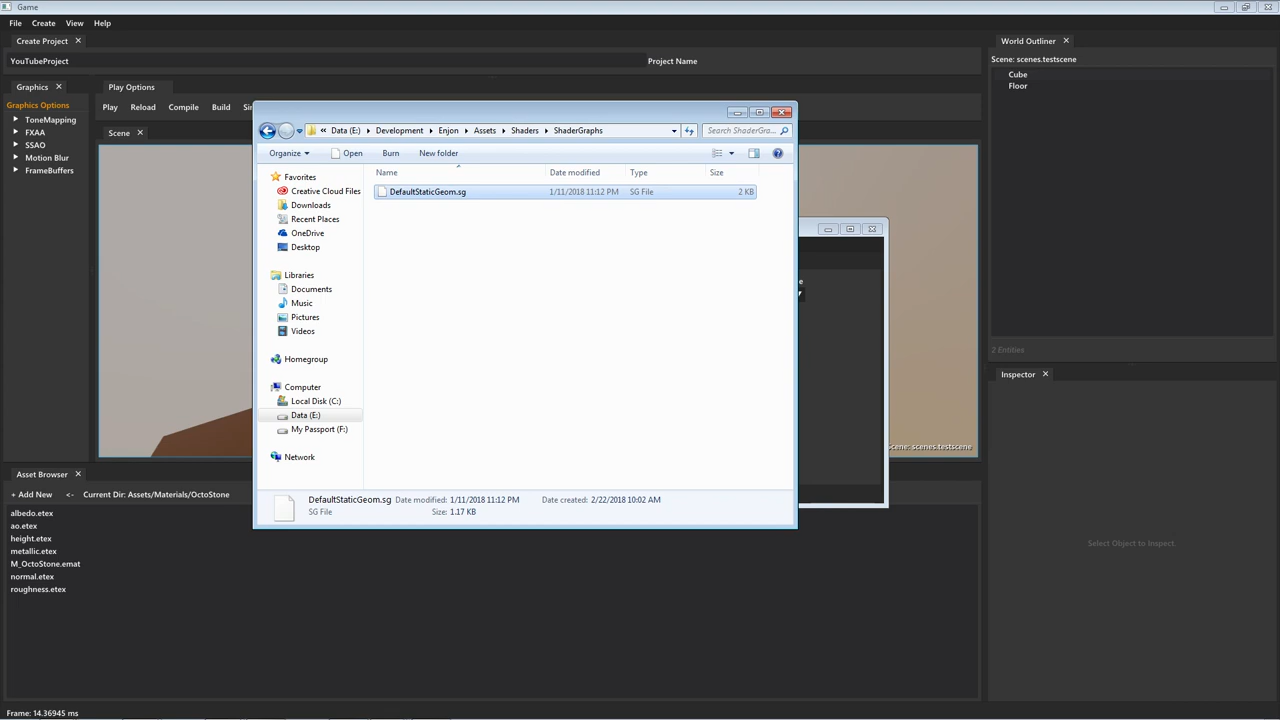 Game
File Create View Help
Create Project
World Outliner
YouTubeProject Project Name
Scene: scenes.testscene
Cube
Floor
Graphics
Play Options
Graphics Options
ToneMapping
FXAA
SSAO
Motion Blur
FrameBuffers
Play Reload Compile Build
Scene
« Data (E:) Development Enjon Assets Shaders ShaderGraphs
Search ShaderGra...
Organize Open Burn New folder
Favorites
Creative Cloud Files
Downloads
Recent Places
OneDrive
Desktop
Libraries
Documents
Music
Pictures
Videos
Homegroup
Computer
Local Disk (C:)
Data (E:)
My Passport (F:)
Network
Name Date modified Type Size
DefaultStaticGeom.sg 1/11/2018 11:12 PM SG File 2 KB
DefaultStaticGeom.sg Date modified: 1/11/2018 11:12 PM Date created: 2/22/2018 10:02 AM
SG File Size: 1.17 KB
2 Entities
Inspector
Select Object to Inspect.
Scene: scenes.testscene
Asset Browser
+ Add New <- Current Dir: Assets/Materials/OctoStone
albedo.etex
ao.etex
height.etex
metallic.etex
M_OctoStone.emat
normal.etex
roughness.etex
Frame: 14.36945 ms